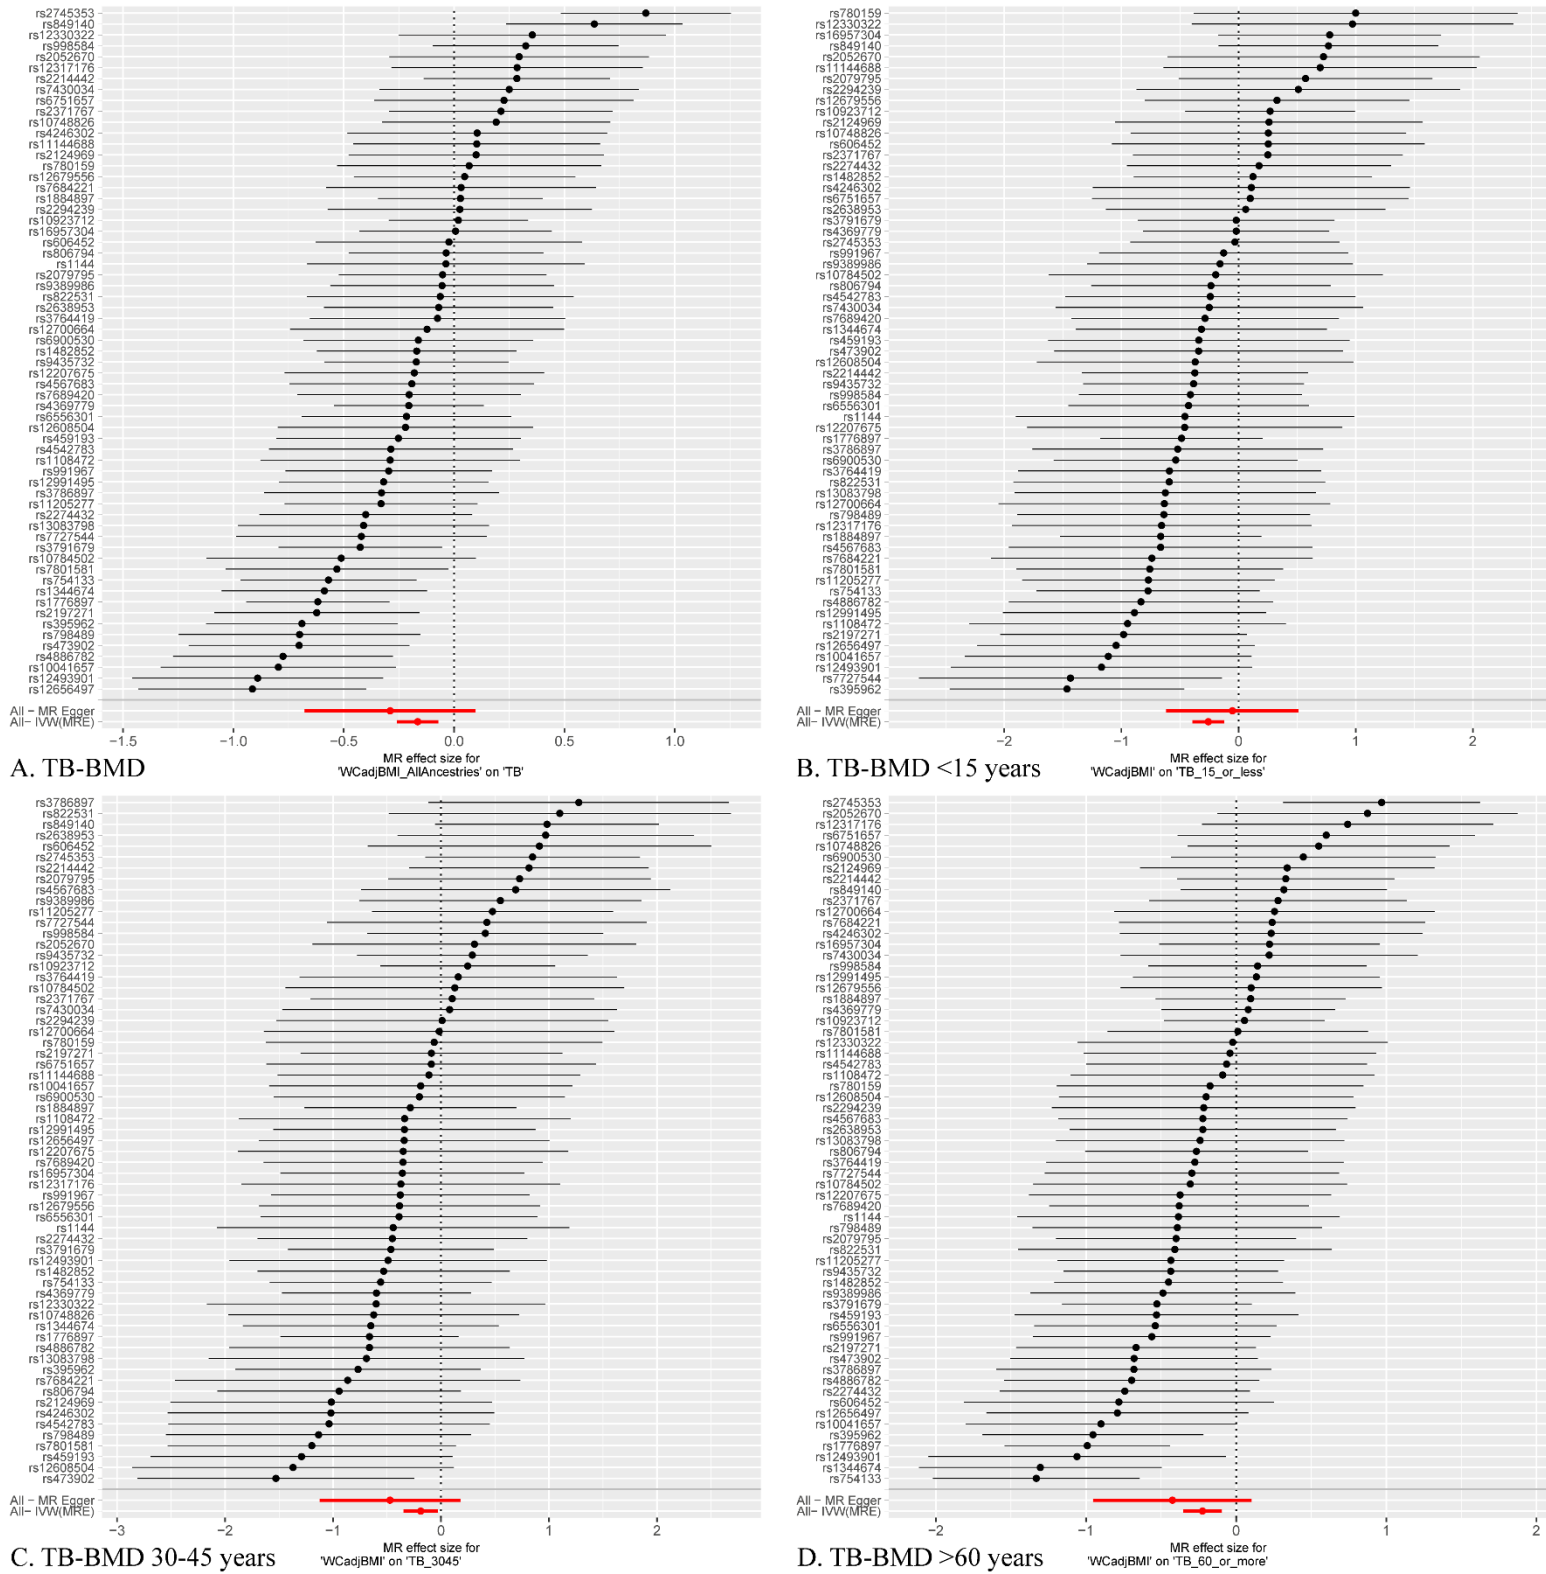 rs2745353
rs849140
rs12330322
rs998584
rs2052670
rs12317176
rs2214442
rs7430034
rs6751657
rs2371767
rs10748826
rs4246302
rs11144688
rs2124969
rs780159
rs12679556
rs7684221
rs1884897
rs2294239
rs10923712
rs16957304
rs606452
rs806794
rs1144
rs2079795
rs9389986
rs822531
rs2638953
rs3764419
rs12700664
rs6900530
rs1482852
rs9435732
rs12207675
rs4567683
rs7689420
rs4369779
rs6556301
rs12608504
rs459193
rs4542783
rs1108472
rs991967
rs12991495
rs3786897
rs11205277
rs2274432
rs13083798
rs7727544
rs3791679
rs10784502
rs7801581
rs754133
rs1344674
rs1776897
rs2197271
rs395962
rs798489
rs473902
rs4886782
rs10041657
rs12493901
rs12656497
All − MR Egger
All− IVW(MRE)
−1.5 −1.0 −0.5 0.0 0.5 1.0
MR effect size for
'WCadjBMI_AllAncestries' on 'TB'
A. TB-BMD
rs780159
rs12330322
rs16957304
rs849140
rs2052670
rs11144688
rs2079795
rs2294239
rs12679556
rs10923712
rs2124969
rs10748826
rs606452
rs2371767
rs2274432
rs1482852
rs4246302
rs6751657
rs2638953
rs3791679
rs4369779
rs2745353
rs991967
rs9389986
rs10784502
rs806794
rs4542783
rs7430034
rs7689420
rs1344674
rs459193
rs473902
rs12608504
rs2214442
rs9435732
rs998584
rs6556301
rs1144
rs12207675
rs1776897
rs3786897
rs6900530
rs3764419
rs822531
rs13083798
rs12700664
rs798489
rs12317176
rs1884897
rs4567683
rs7684221
rs7801581
rs11205277
rs754133
rs4886782
rs12991495
rs1108472
rs2197271
rs12656497
rs10041657
rs12493901
rs7727544
rs395962
All − MR Egger
All− IVW(MRE)
−2 −1 0 1 2
MR effect size for
'WCadjBMI' on 'TB_15_or_less'
B. TB-BMD <15 years
rs3786897
rs822531
rs849140
rs2638953
rs606452
rs2745353
rs2214442
rs2079795
rs4567683
rs9389986
rs11205277
rs7727544
rs998584
rs2052670
rs9435732
rs10923712
rs3764419
rs10784502
rs2371767
rs7430034
rs2294239
rs12700664
rs780159
rs2197271
rs6751657
rs11144688
rs10041657
rs6900530
rs1884897
rs1108472
rs12991495
rs12656497
rs12207675
rs7689420
rs16957304
rs12317176
rs991967
rs12679556
rs6556301
rs1144
rs2274432
rs3791679
rs12493901
rs1482852
rs754133
rs4369779
rs12330322
rs10748826
rs1344674
rs1776897
rs4886782
rs13083798
rs395962
rs7684221
rs806794
rs2124969
rs4246302
rs4542783
rs798489
rs7801581
rs459193
rs12608504
rs473902
All − MR Egger
All− IVW(MRE)
−3 −2 −1 0 1 2
MR effect size for
'WCadjBMI' on 'TB_3045'
C. TB-BMD 30-45 years
rs2745353
rs2052670
rs12317176
rs6751657
rs10748826
rs6900530
rs2124969
rs2214442
rs849140
rs2371767
rs12700664
rs7684221
rs4246302
rs16957304
rs7430034
rs998584
rs12991495
rs12679556
rs1884897
rs4369779
rs10923712
rs7801581
rs12330322
rs11144688
rs4542783
rs1108472
rs780159
rs12608504
rs2294239
rs4567683
rs2638953
rs13083798
rs806794
rs3764419
rs7727544
rs10784502
rs12207675
rs7689420
rs1144
rs798489
rs2079795
rs822531
rs11205277
rs9435732
rs1482852
rs9389986
rs3791679
rs459193
rs6556301
rs991967
rs2197271
rs473902
rs3786897
rs4886782
rs2274432
rs606452
rs12656497
rs10041657
rs395962
rs1776897
rs12493901
rs1344674
rs754133
All − MR Egger
All− IVW(MRE)
−2 −1 0 1 2
MR effect size for
'WCadjBMI' on 'TB_60_or_more'
D. TB-BMD >60 years